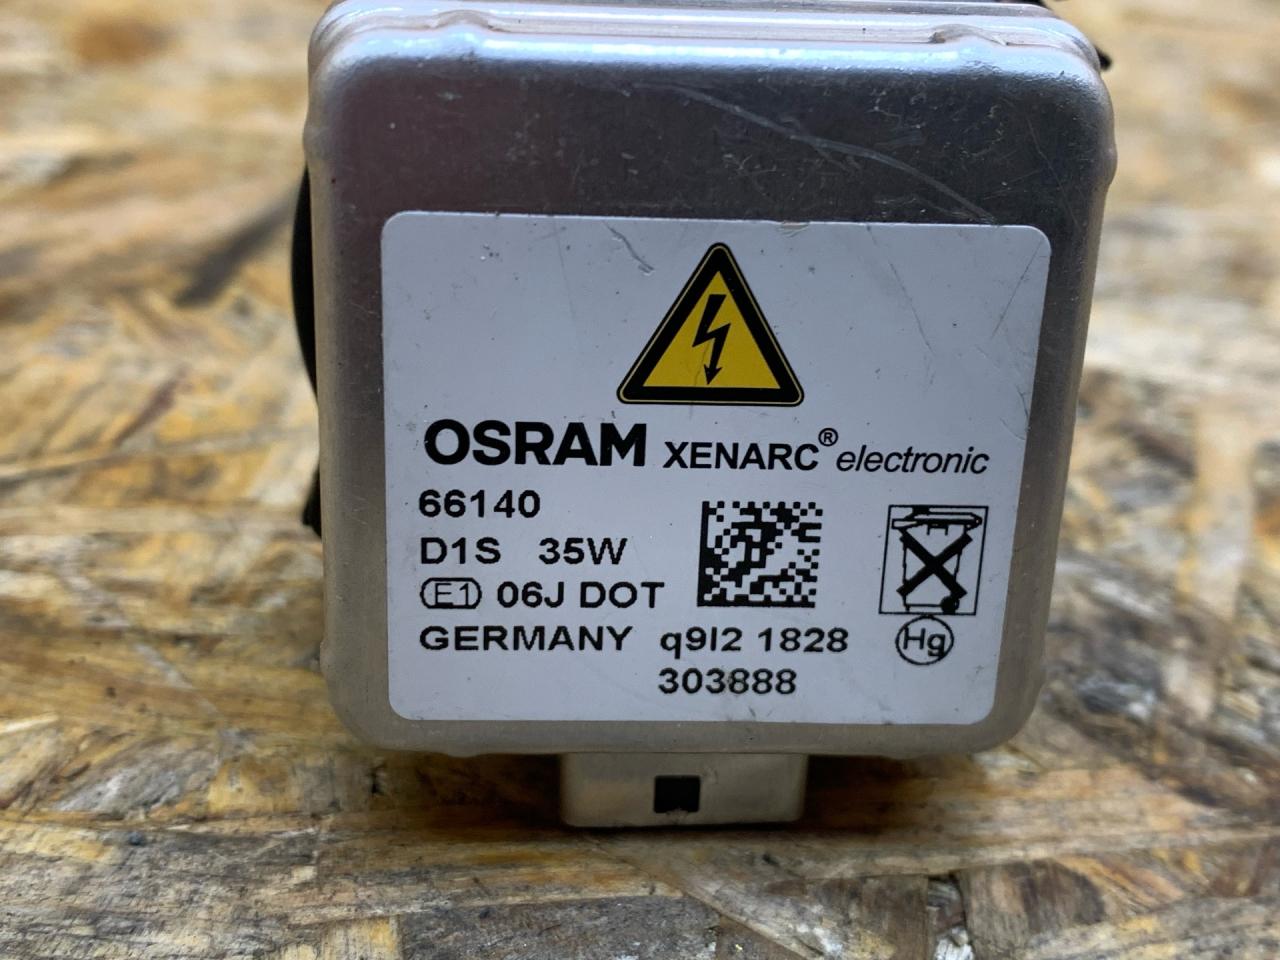 OSRAM XENARC® electronic
66140
D1S 35W
E1 06J DOT
GERMANY q9I2 1828
303888
Hg